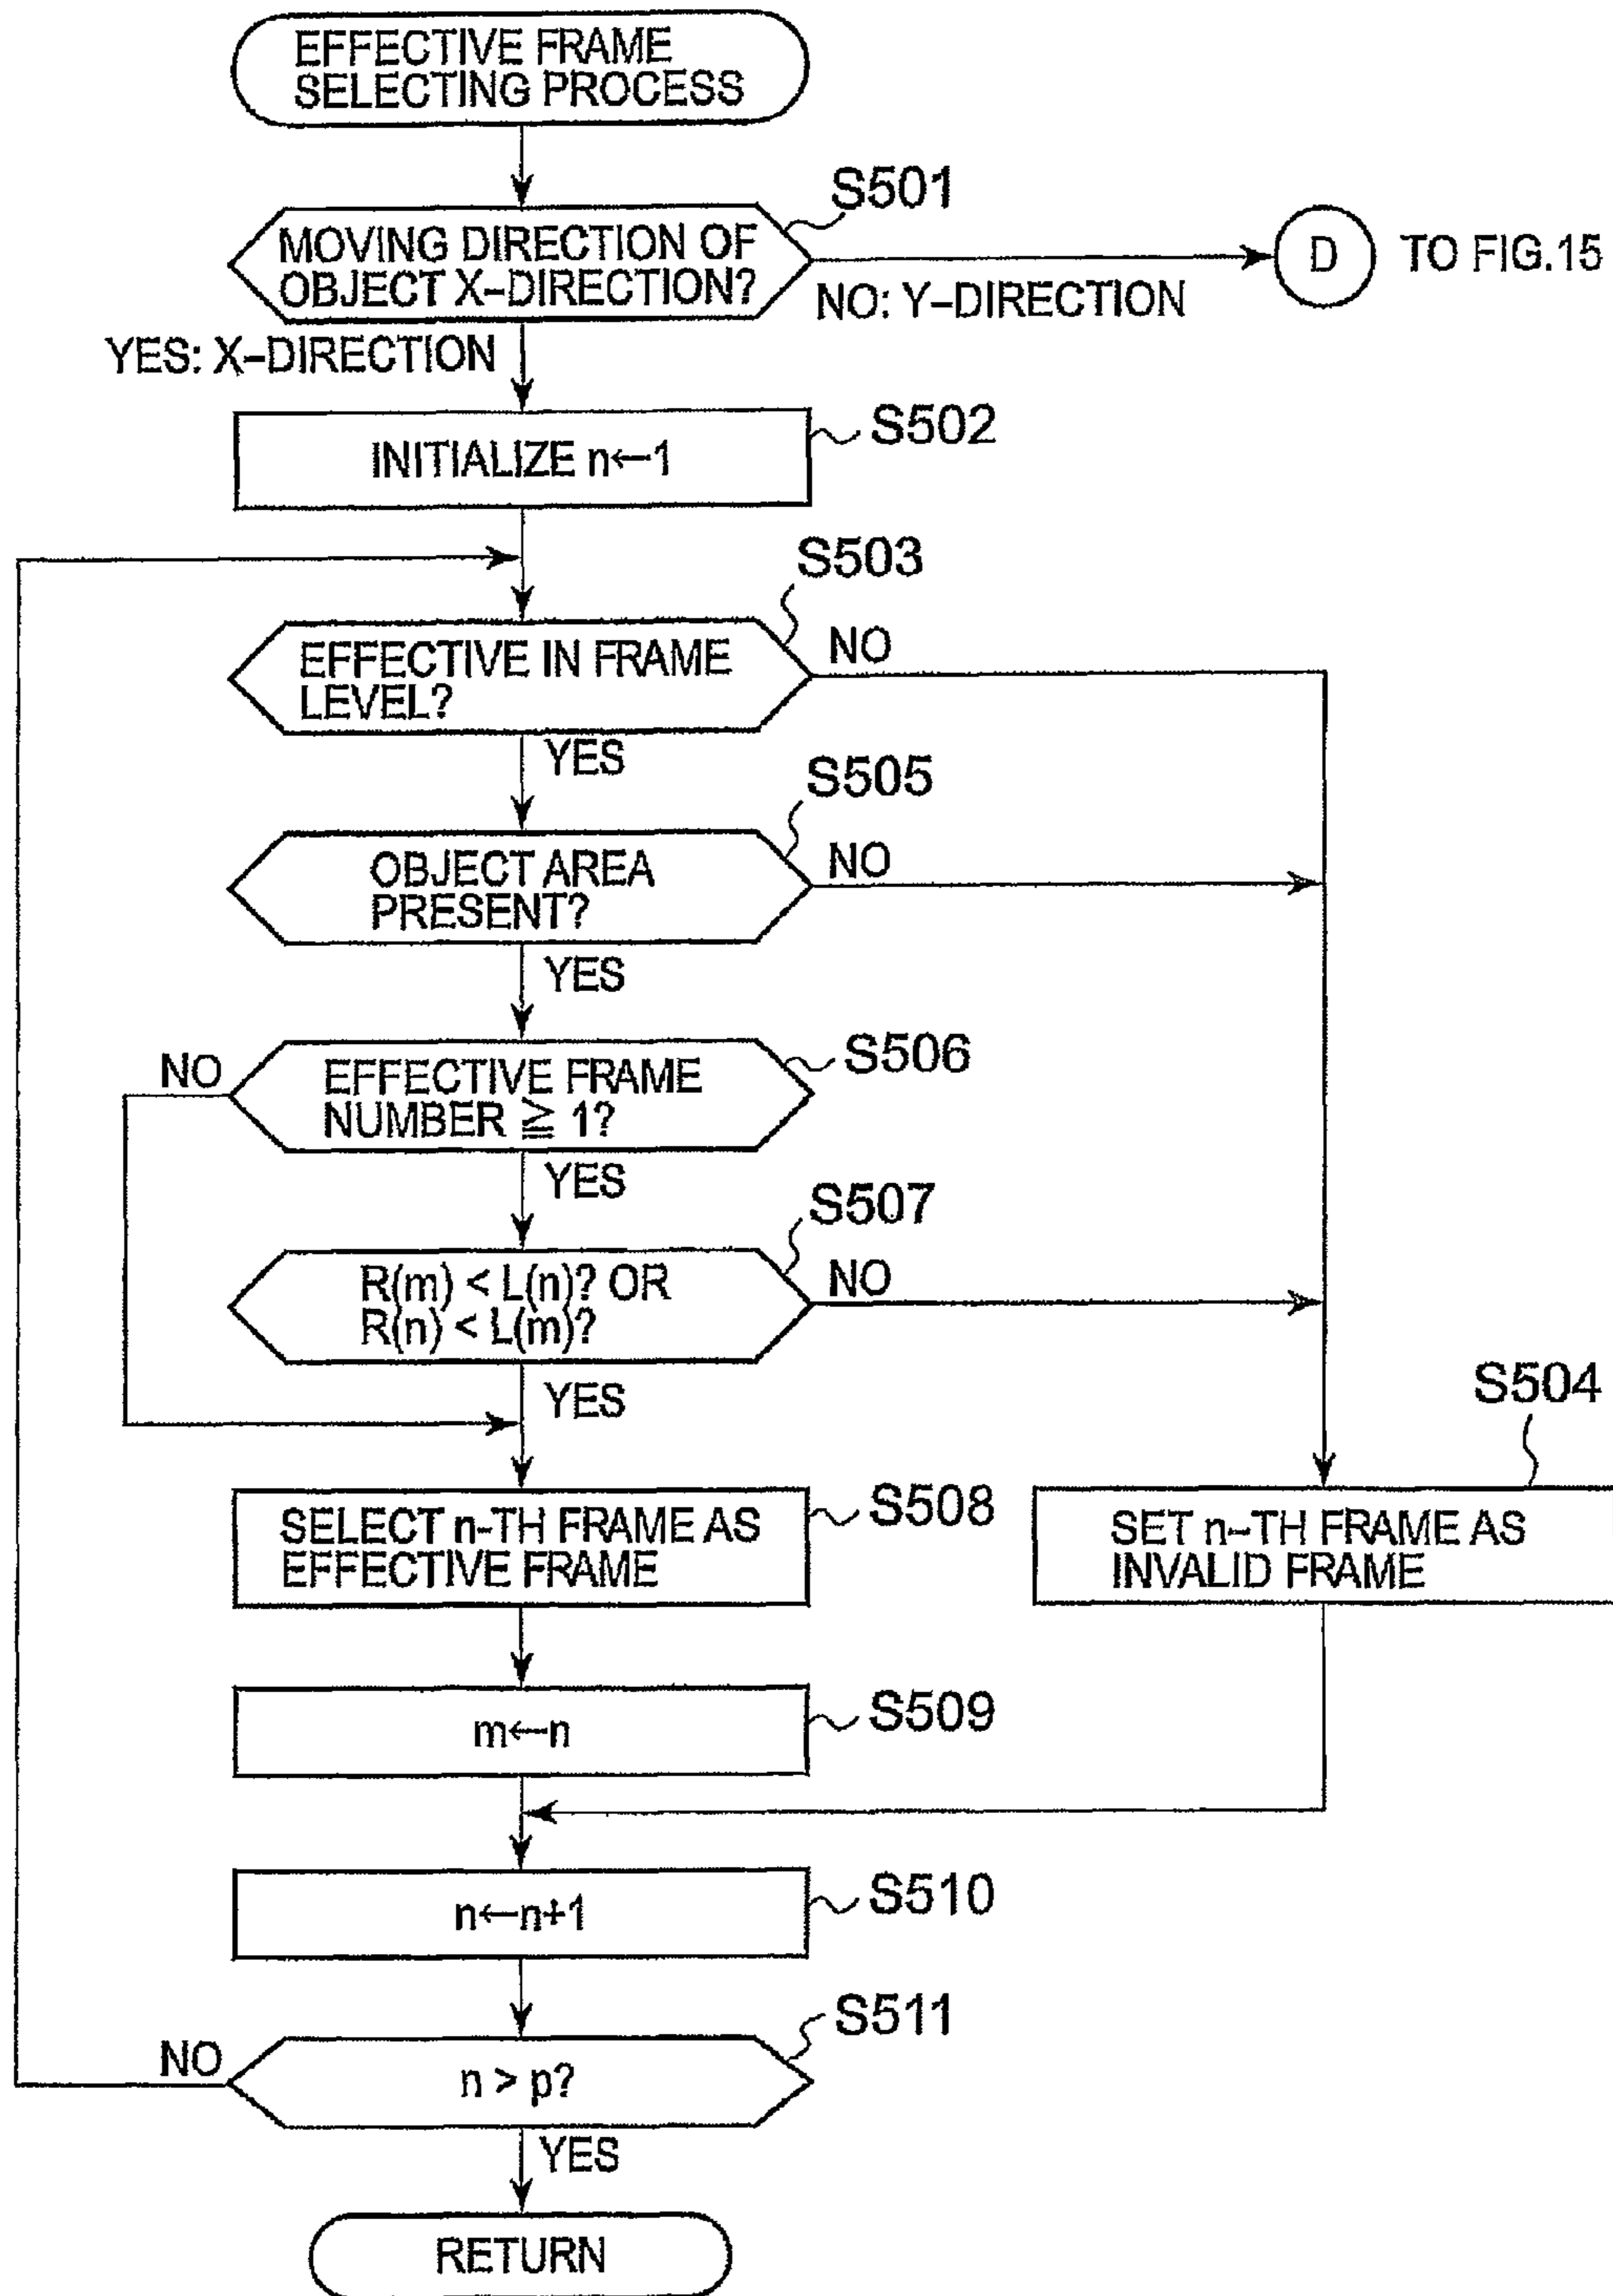 EFFECTIVE FRAME
SELECTING PROCESS
S501
MOVING DIRECTION OF
OBJECT X-DIRECTION?
NO: Y-DIRECTION
D
TO FIG.15
YES: X-DIRECTION
S502
INITIALIZE n←1
S503
EFFECTIVE IN FRAME
LEVEL?
NO
YES
S505
OBJECT AREA
PRESENT?
NO
YES
S506
NO
EFFECTIVE FRAME
NUMBER ≧ 1?
YES
S507
R(m) < L(n)? OR
R(n) < L(m)?
NO
YES
S504
SELECT n-TH FRAME AS
EFFECTIVE FRAME
S508
SET n-TH FRAME AS
INVALID FRAME
m←n
S509
n←n+1
S510
S511
NO
n > p?
YES
RETURN